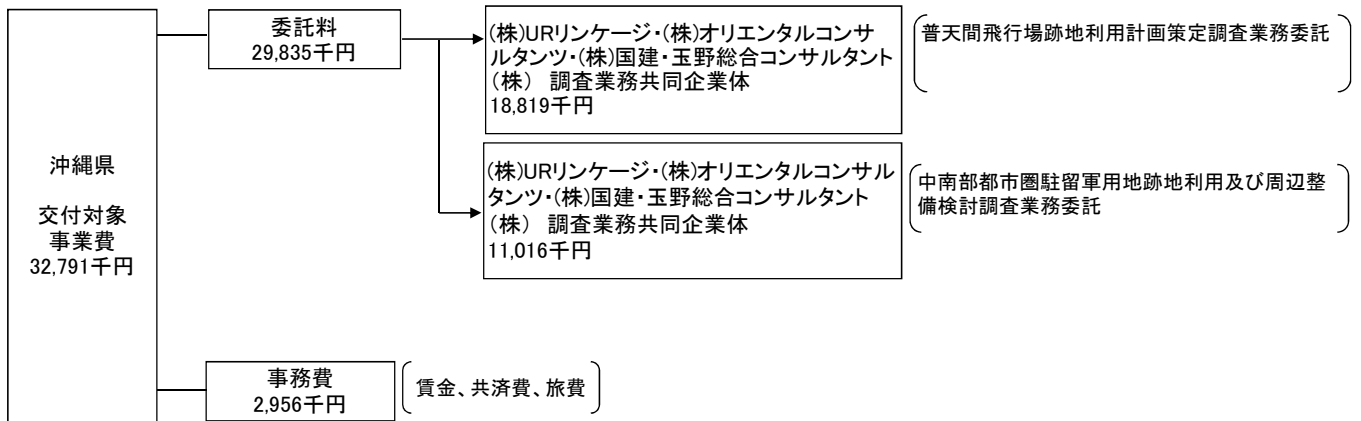 沖縄県
交付対象
事業費
32,791千円
委託料
29,835千円
(株)URリンケージ・(株)オリエンタルコンサ
ルタンツ・(株)国建・玉野総合コンサルタント
(株) 調査業務共同企業体
18,819千円
普天間飛行場跡地利用計画策定調査業務委託
(株)URリンケージ・(株)オリエンタルコンサル
タンツ・(株)国建・玉野総合コンサルタント
(株) 調査業務共同企業体
11,016千円
中南部都市圏駐留軍用地跡地利用及び周辺整
備検討調査業務委託
事務費
2,956千円
賃金、共済費、旅費